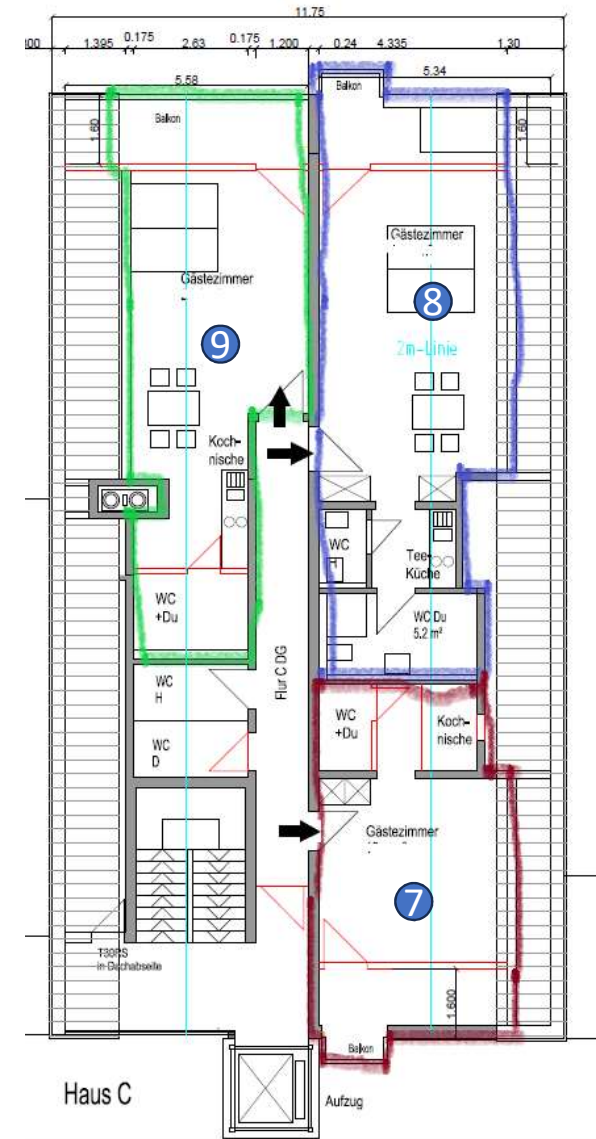 11.75
1.395 0.175 2.63 0.175 1.200 0.24 4.335 1,30
5.58
5.34
Balkon
Balkon
1.60
Gästezimmer
Gästezimmer
8
9
2m-Linie
Koch-
nische
WC
H
Tee-
Küche
WC
+Du
WC Du
5.2 m²
Flur C DG
WC
H
WC
+Du
Koch-
nische
WC
D
Gästezimmer
7
T30RS
in Dachabseite
1.600
Balkon
Haus C
Aufzug